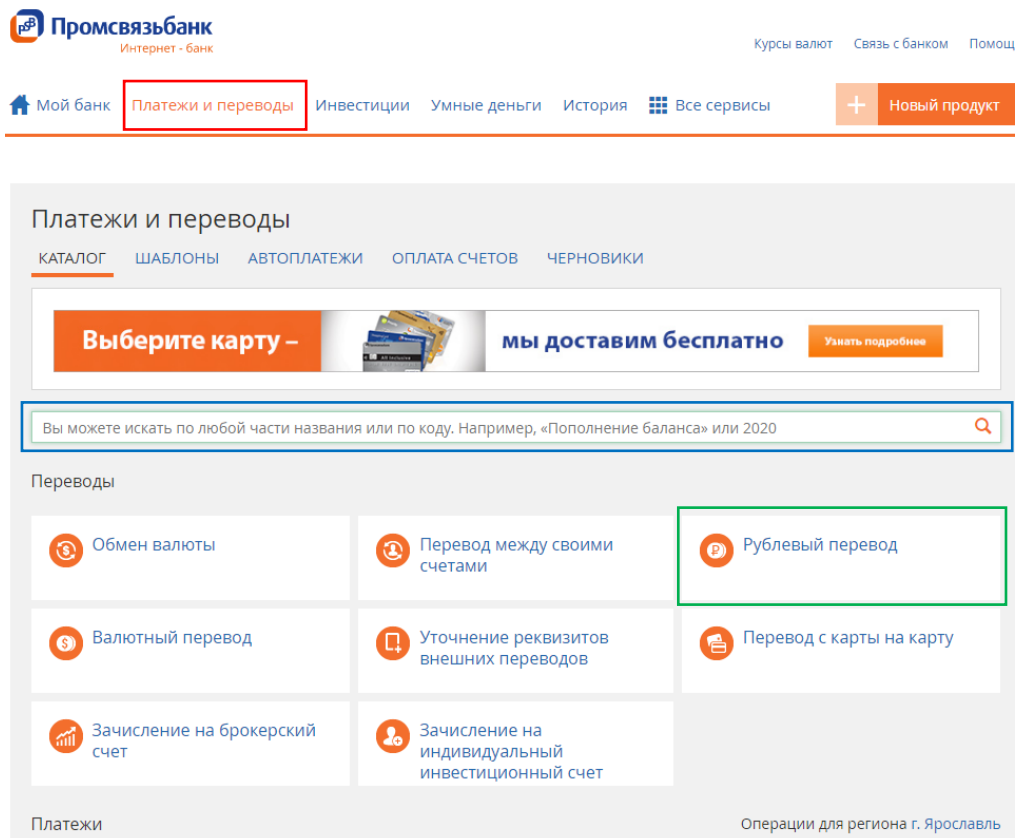 PSB Промсвязьбанк
Интернет - банк
Курсы валют Связь с банком Помощ
Мой банк Платежи и переводы Инвестиции Умные деньги История Все сервисы + Новый продукт
Платежи и переводы
КАТАЛОГ ШАБЛОНЫ АВТОПЛАТЕЖИ ОПЛАТА СЧЕТОВ ЧЕРНОВИКИ
Выберите карту – мы доставим бесплатно Узнать подробнее
Вы можете искать по любой части названия или по коду. Например, «Пополнение баланса» или 2020
Переводы
Обмен валюты
Перевод между своими
счетами
Рублевый перевод
Валютный перевод
Уточнение реквизитов
внешних переводов
Перевод с карты на карту
Зачисление на брокерский
счет
Зачисление на
индивидуальный
инвестиционный счет
Платежи
Операции для региона г. Ярославль